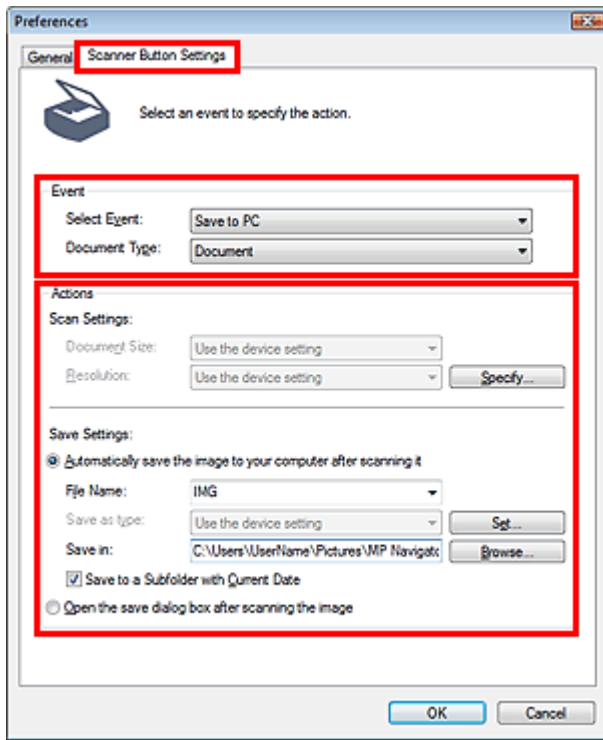 Preferences
General Scanner Button Settings
Select an event to specify the action.
Event
Select Event: Save to PC
Document Type: Document
Actions
Scan Settings:
Document Size: Use the device setting
Resolution: Use the device setting Specify...
Save Settings:
Automatically save the image to your computer after scanning it
File Name: IMG
Save as type: Use the device setting Set...
Save in: C:\Users\UserName\Pictures\MP Navigato Browse...
Save to a Subfolder with Current Date
Open the save dialog box after scanning the image
OK Cancel